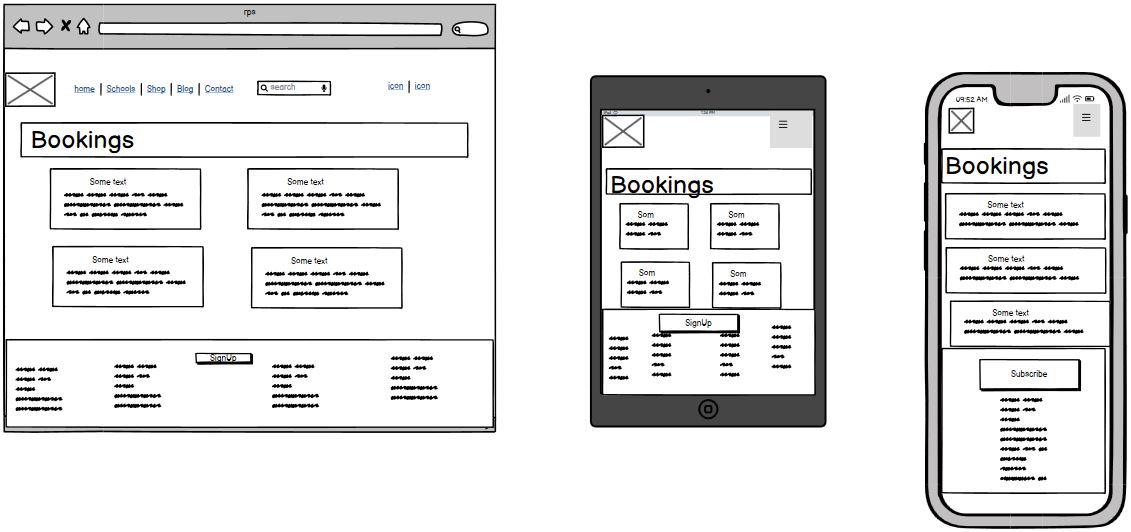 rps
home | Schools | Shop | Blog | Contact
search
icon | icon
Bookings
Some text
Some text
Some text
Some text
SignUp
Bookings
Som
Som
Som
Som
SignUp
09:52 AM
Bookings
Some text
Some text
Some text
Subscribe